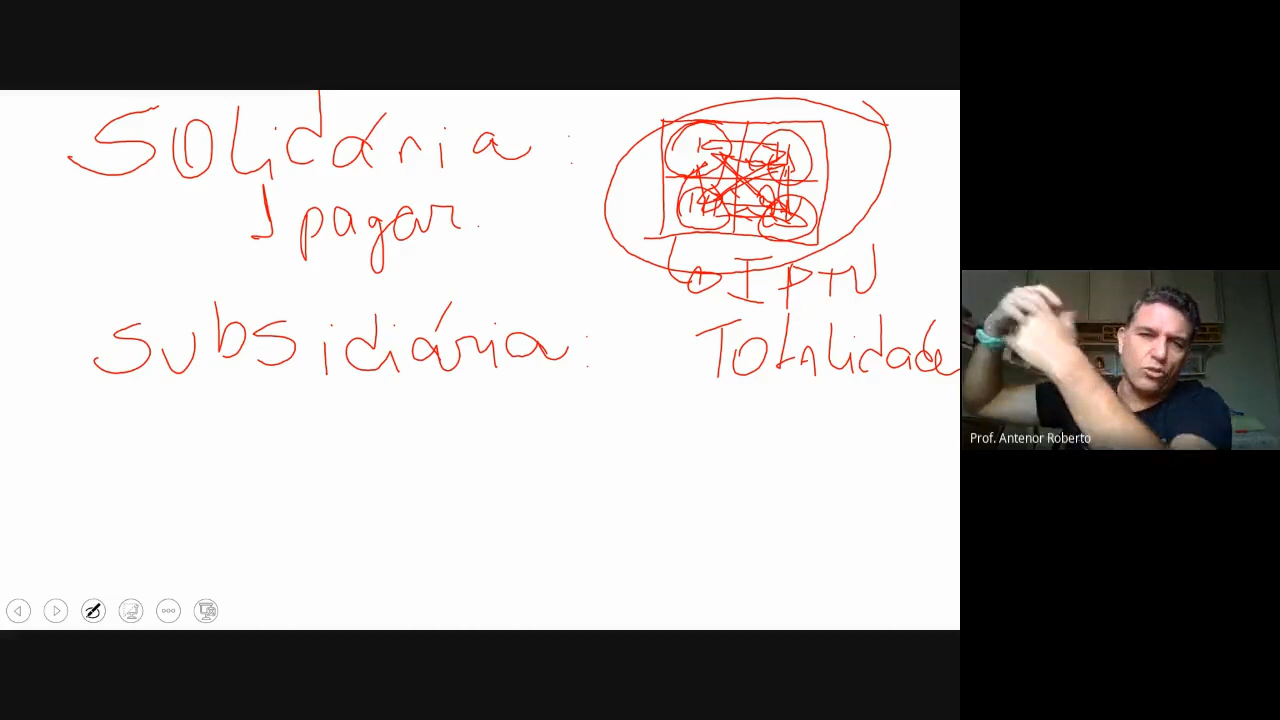 Solidária:
pagar.
IPTU
Subsidiária:
Totalidade
Prof. Antenor Roberto